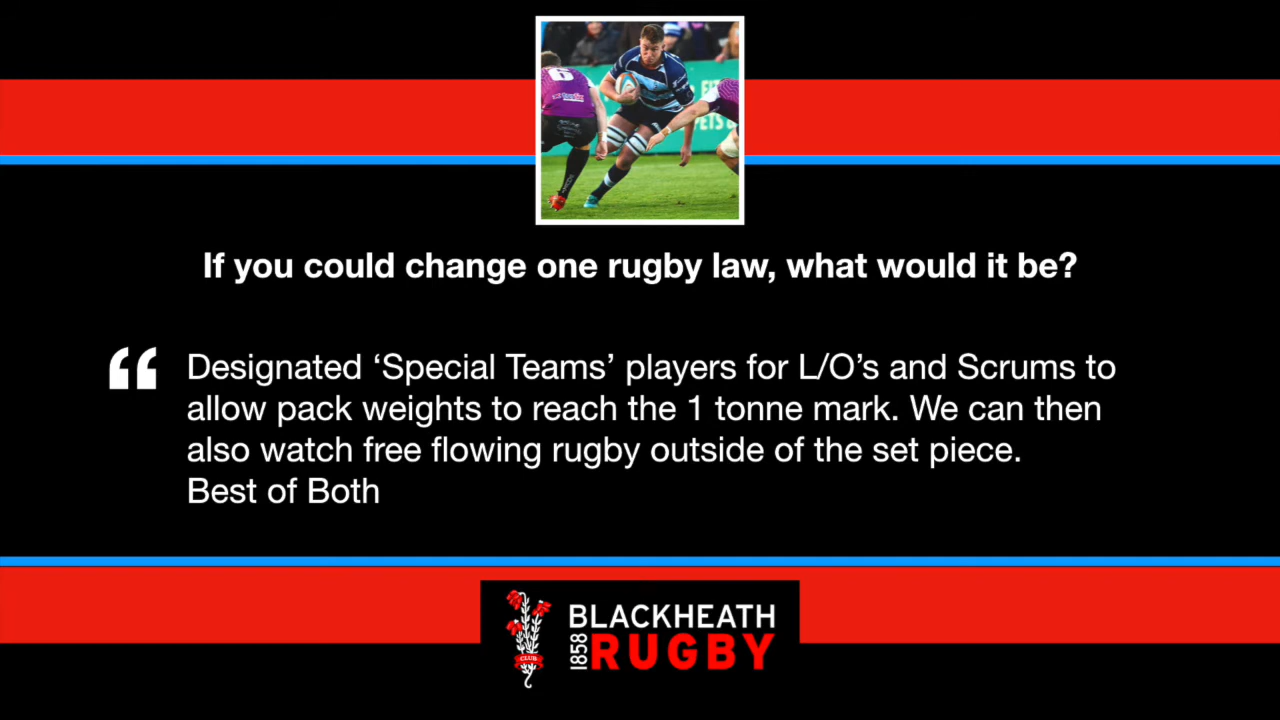 6
If you could change one rugby law, what would it be?
“ Designated ‘Special Teams’ players for L/O’s and Scrums to
allow pack weights to reach the 1 tonne mark. We can then
also watch free flowing rugby outside of the set piece.
Best of Both
CLUB
1858
BLACKHEATH
RUGBY